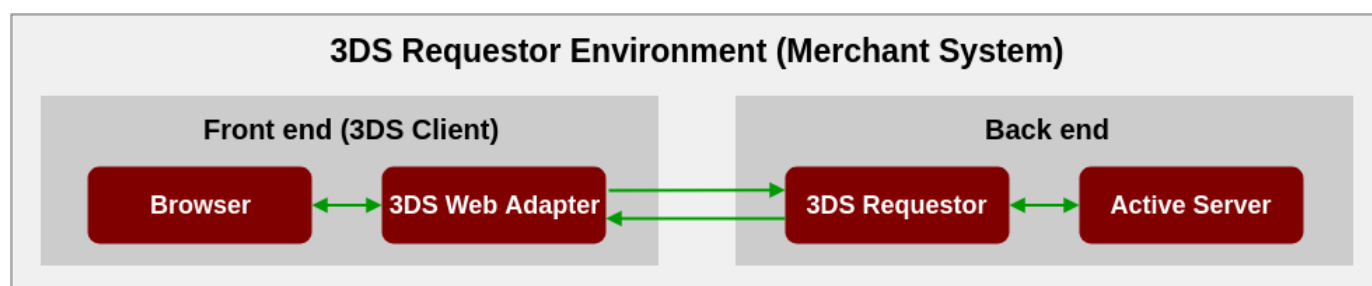 3DS Requestor Environment (Merchant System)
Front end (3DS Client)
Back end
Browser
3DS Web Adapter
3DS Requestor
Active Server